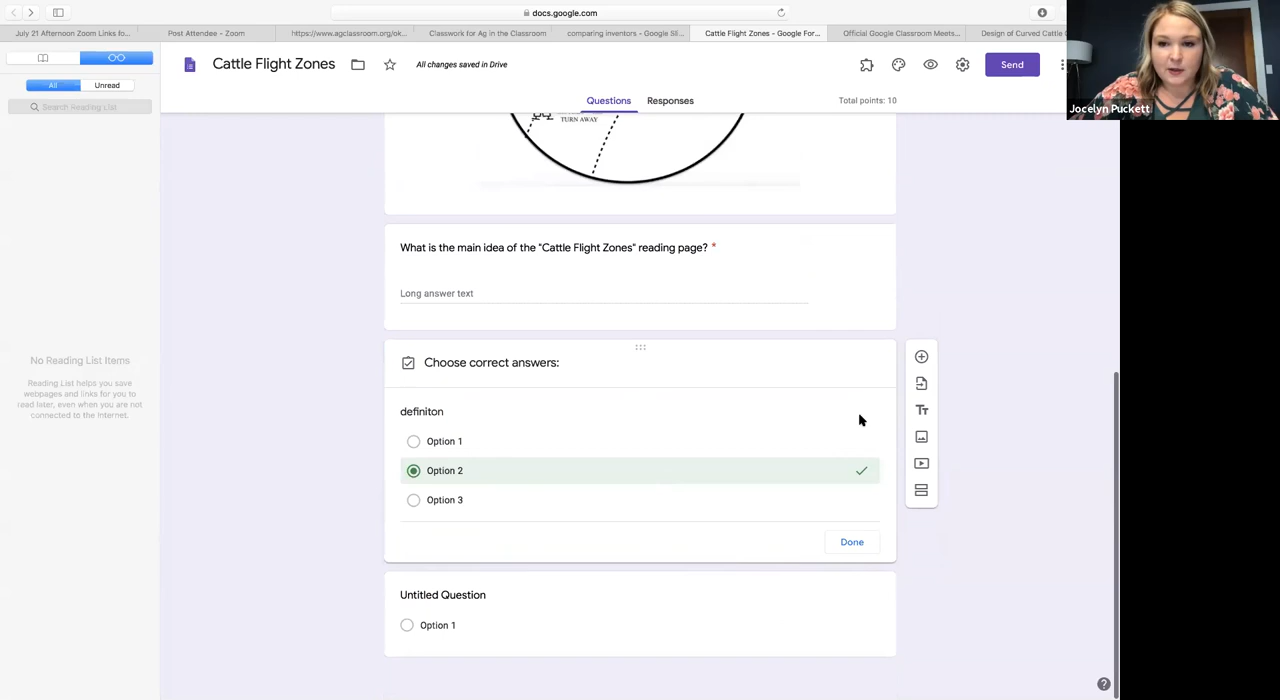 docs.google.com
July 21 Afternoon Zoom Links fo...
Post Attendee - Zoom
https://www.agclassroom.org/ok...
Classwork for Ag in the Classroom
comparing inventors - Google Sli...
Cattle Flight Zones - Google For...
Official Google Classroom Meets...
Design of Curved Cattle
Cattle Flight Zones
All changes saved in Drive
Send
All
Unread
Search Reading List
Questions
Responses
Total points: 10
Jocelyn Puckett
TURN AWAY
What is the main idea of the "Cattle Flight Zones" reading page? *
Long answer text
No Reading List Items
Reading List helps you save
webpages and links for you to
read later, even when you are not
connected to the Internet.
Choose correct answers:
definiton
Option 1
Option 2
Option 3
Done
Untitled Question
Option 1